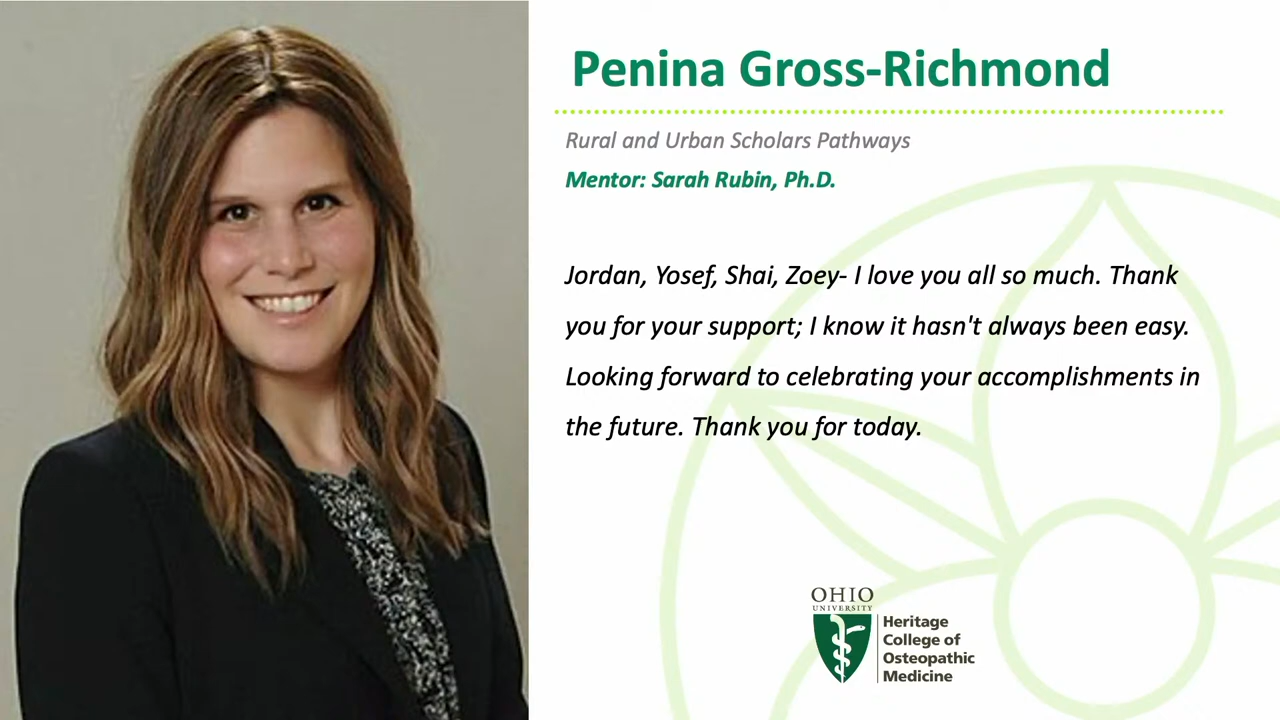 Penina Gross-Richmond
Rural and Urban Scholars Pathways
Mentor: Sarah Rubin, Ph.D.
Jordan, Yosef, Shai, Zoey- I love you all so much. Thank
you for your support; I know it hasn't always been easy.
Looking forward to celebrating your accomplishments in
the future. Thank you for today.
OHIO
UNIVERSITY
Heritage
College of
Osteopathic
Medicine